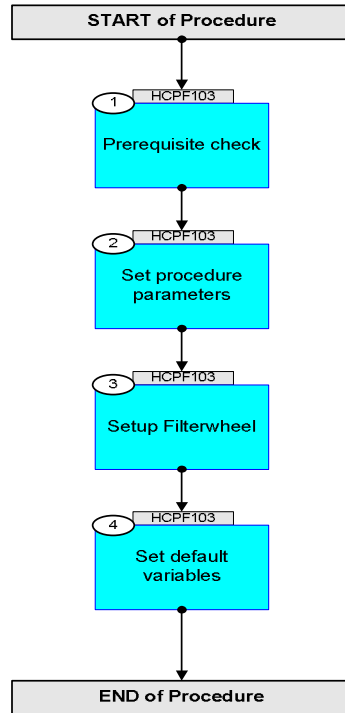 START of Procedure
HCPF103
1
Prerequisite check
HCPF103
2
Set procedure
parameters
HCPF103
3
Setup Filterwheel
HCPF103
4
Set default
variables
END of Procedure